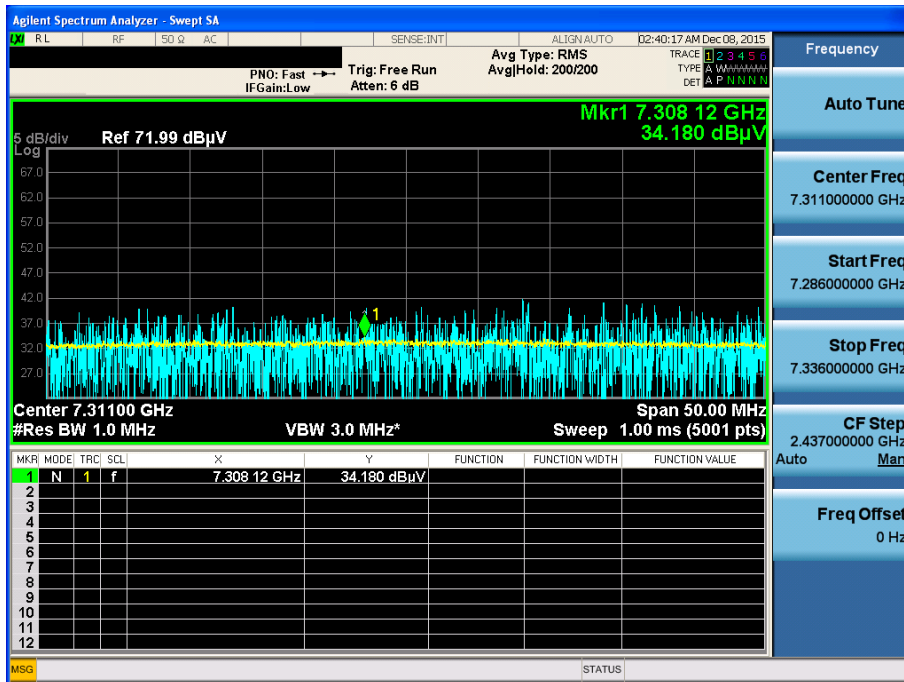 Agilent Spectrum Analyzer - Swept SA
LXI RL RF 50 Ω AC SENSE:INT ALIGN AUTO 02:40:17 AM Dec 08, 2015
Frequency
PNO: Fast Trig: Free Run Avg Type: RMS TRACE 1 2 3 4 5 6
IFGain:Low Atten: 6 dB Avg|Hold: 200/200 TYPE A WWWWW
DET A P N N N N
Auto Tune
Mkr1 7.308 12 GHz
34.180 dBµV
5 dB/div Ref 71.99 dBµV
Log
67.0
62.0
57.0
52.0
47.0
42.0
37.0
32.0
27.0
1
Center 7.31100 GHz Span 50.00 MHz
#Res BW 1.0 MHz VBW 3.0 MHz* Sweep 1.00 ms (5001 pts)
Center Freq
7.311000000 GHz
Start Freq
7.286000000 GHz
Stop Freq
7.336000000 GHz
CF Step
2.437000000 GHz
Auto Man
Freq Offset
0 Hz
MKR MODE TRC SCL X Y FUNCTION FUNCTION WIDTH FUNCTION VALUE
1 N 1 f 7.308 12 GHz 34.180 dBµV
2
3
4
5
6
7
8
9
10
11
12
MSG STATUS